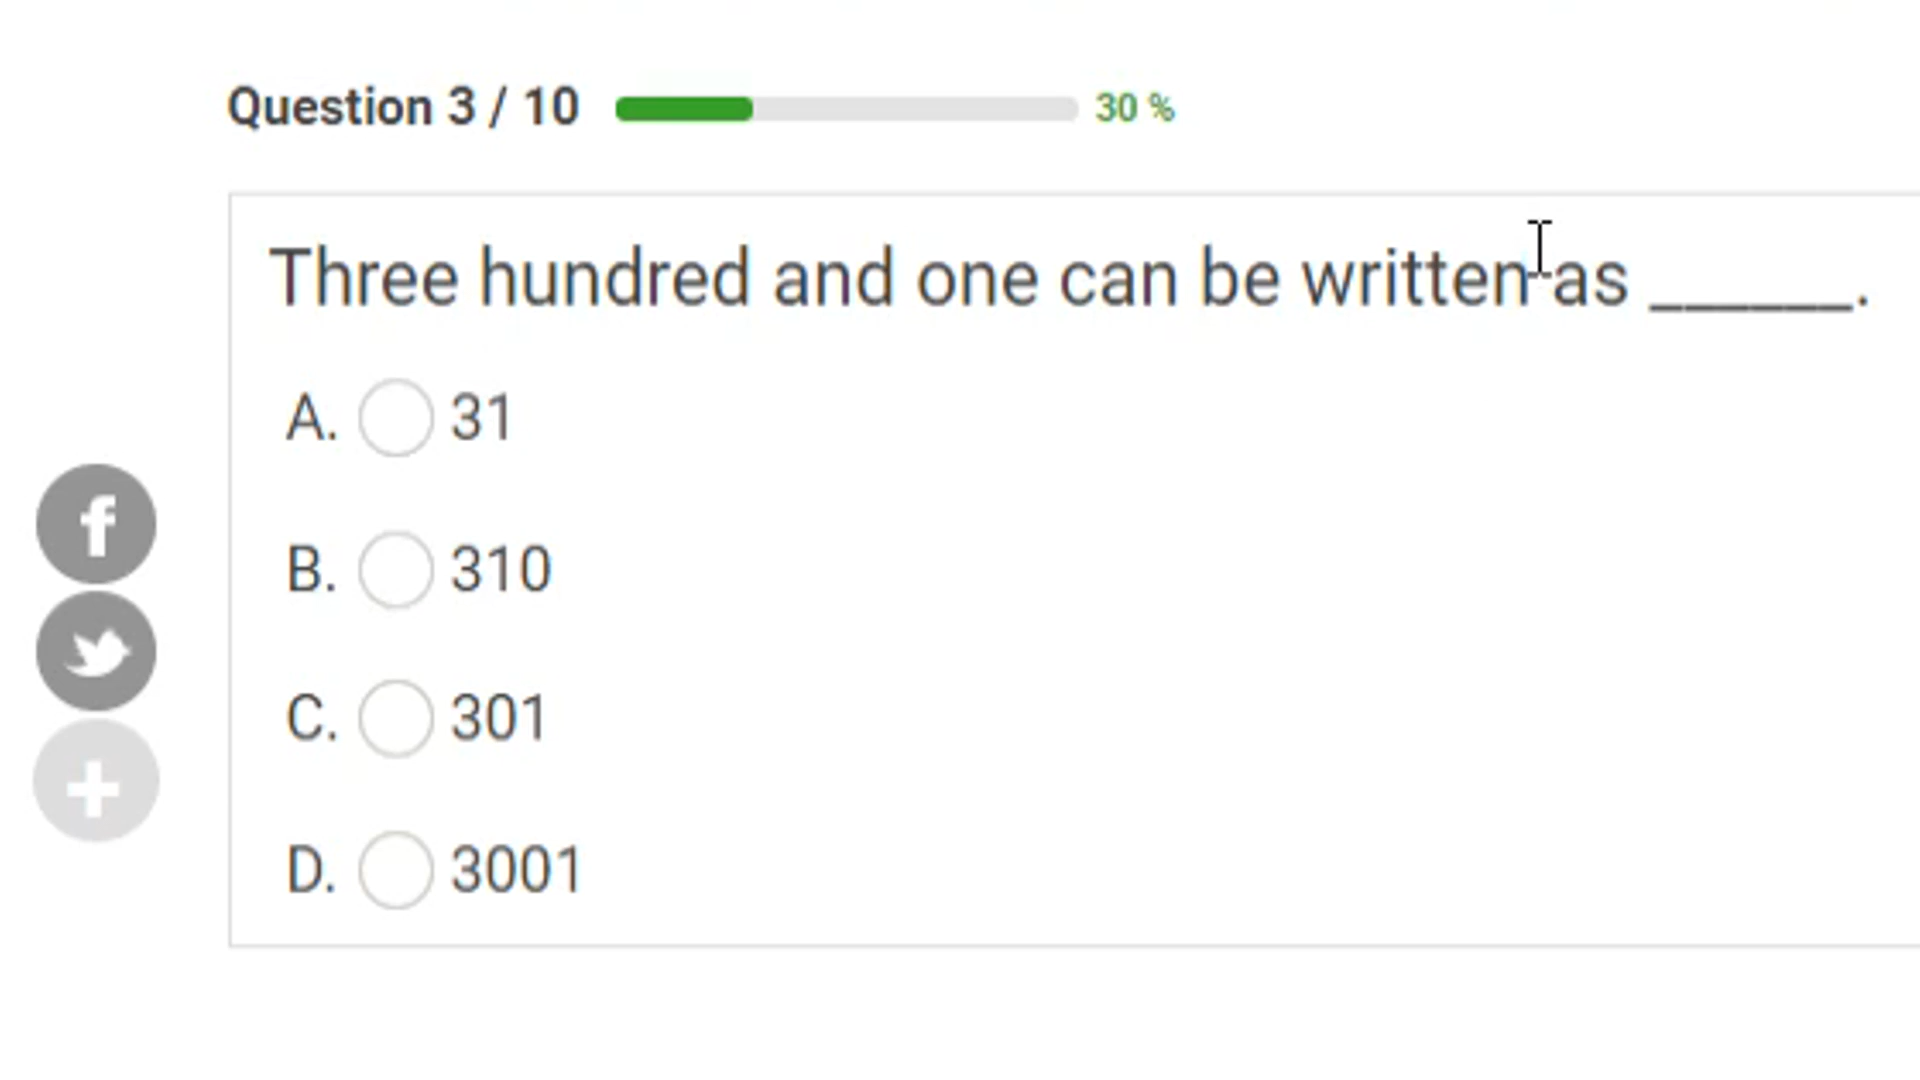 Question 3 / 10 30 %
Three hundred and one can be written as ______.
A. 31
B. 310
C. 301
D. 3001